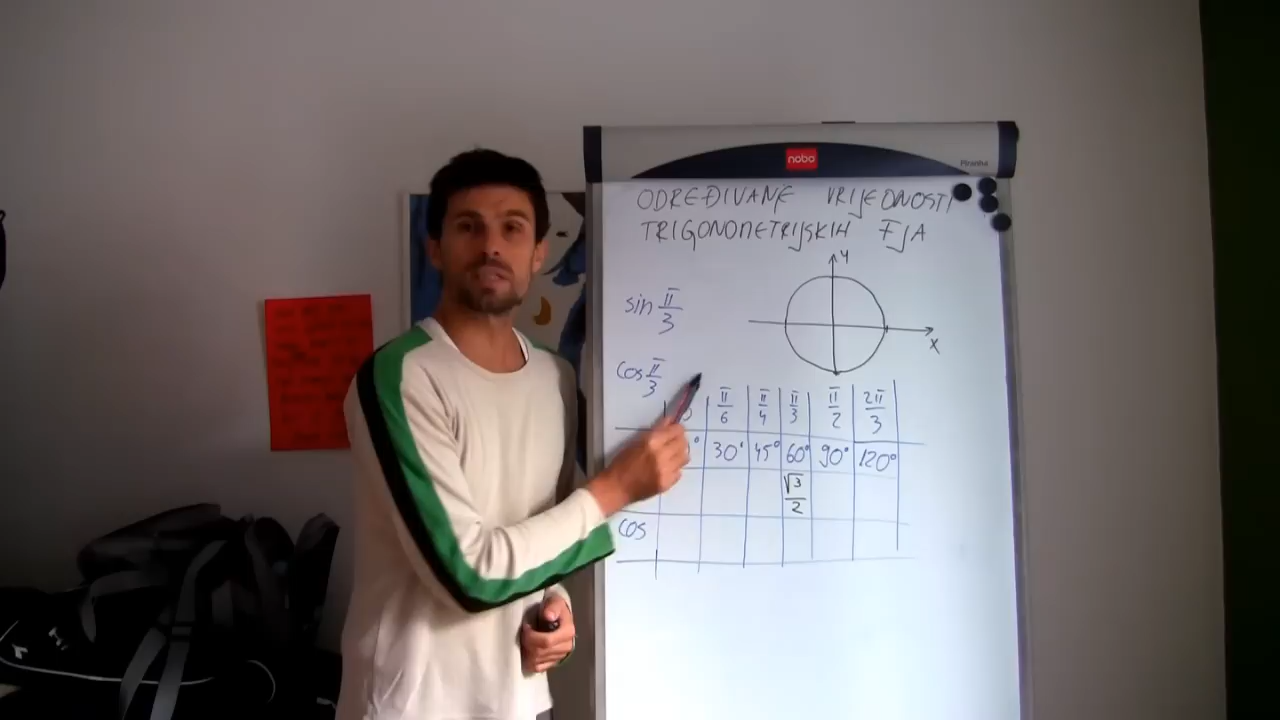 nobo
Piranha
ODREĐIVANJE VRIJEDNOSTI
TRIGONOMETRIJSKIH FJA
y
sin π/3
x
cos π/3
π/6 π/4 π/3 π/2 2π/3
30° 45° 60° 90° 120°
√3/2
cos